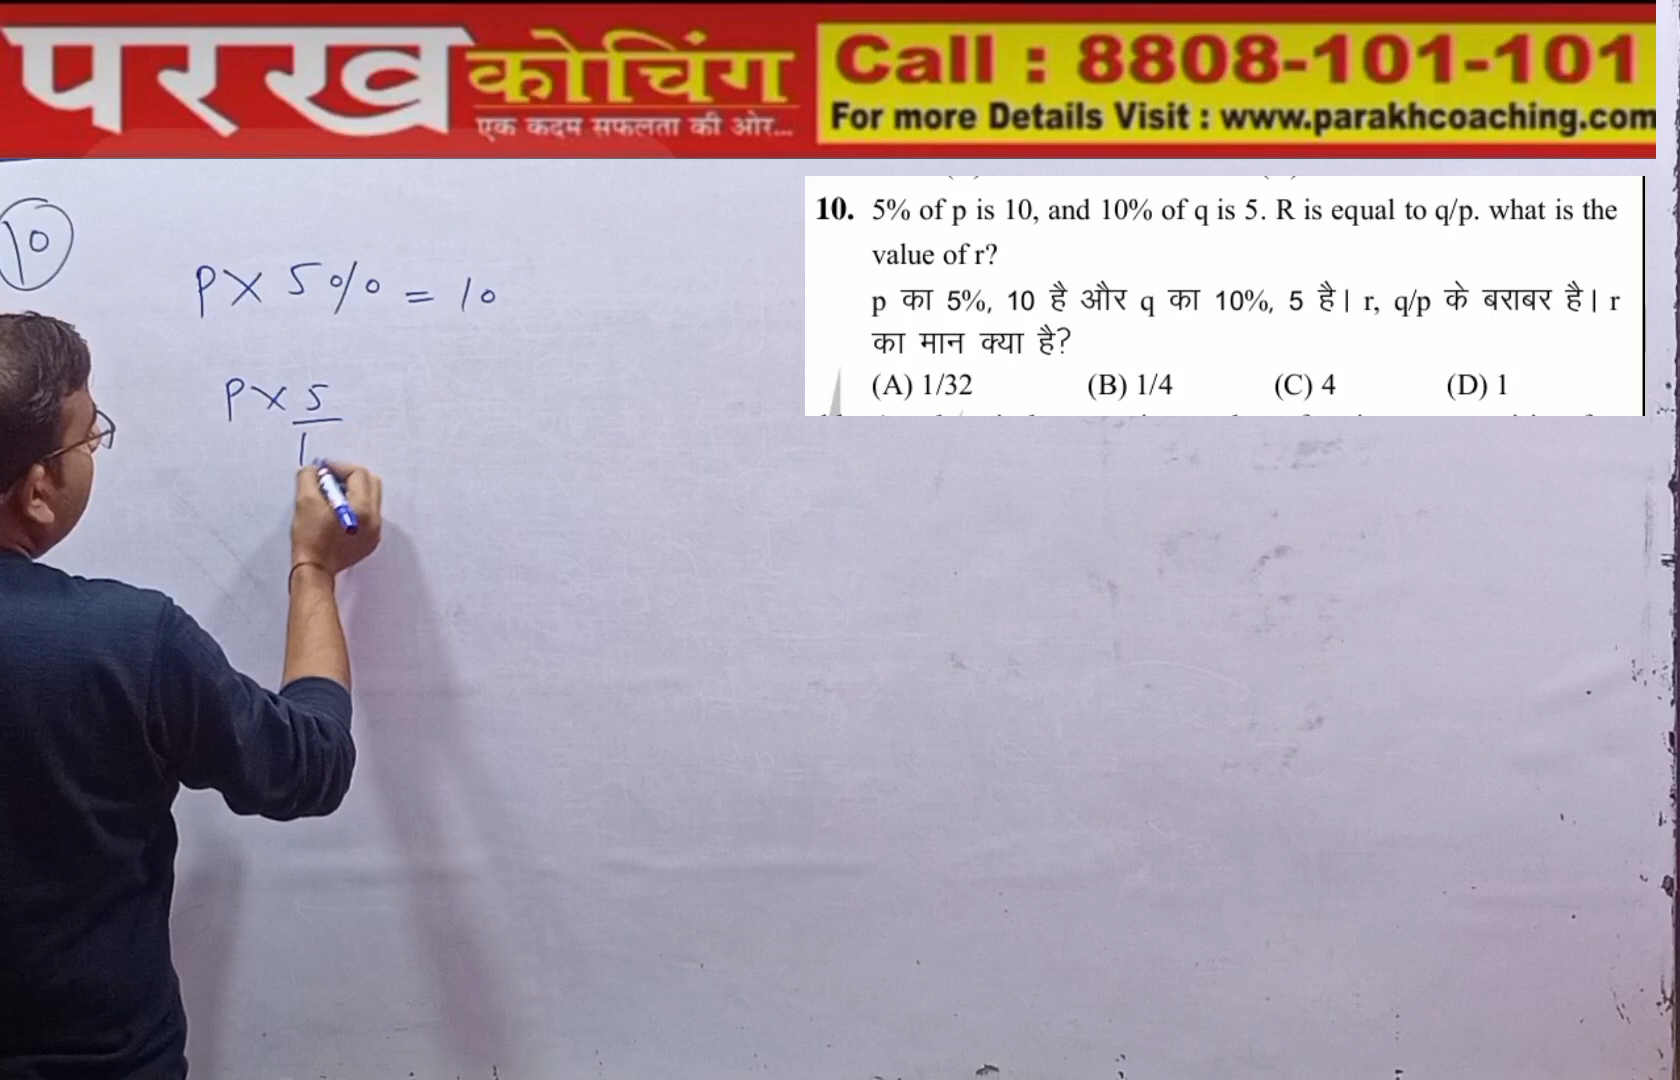 परख कोचिंग
एक कदम सफलता की ओर...
Call : 8808-101-101
For more Details Visit : www.parakhcoaching.com
10
P X 5% = 10
P X 5
1
10. 5% of p is 10, and 10% of q is 5. R is equal to q/p. what is the
value of r?
p का 5%, 10 है और q का 10%, 5 है। r, q/p के बराबर है। r
का मान क्या है?
(A) 1/32 (B) 1/4 (C) 4 (D) 1